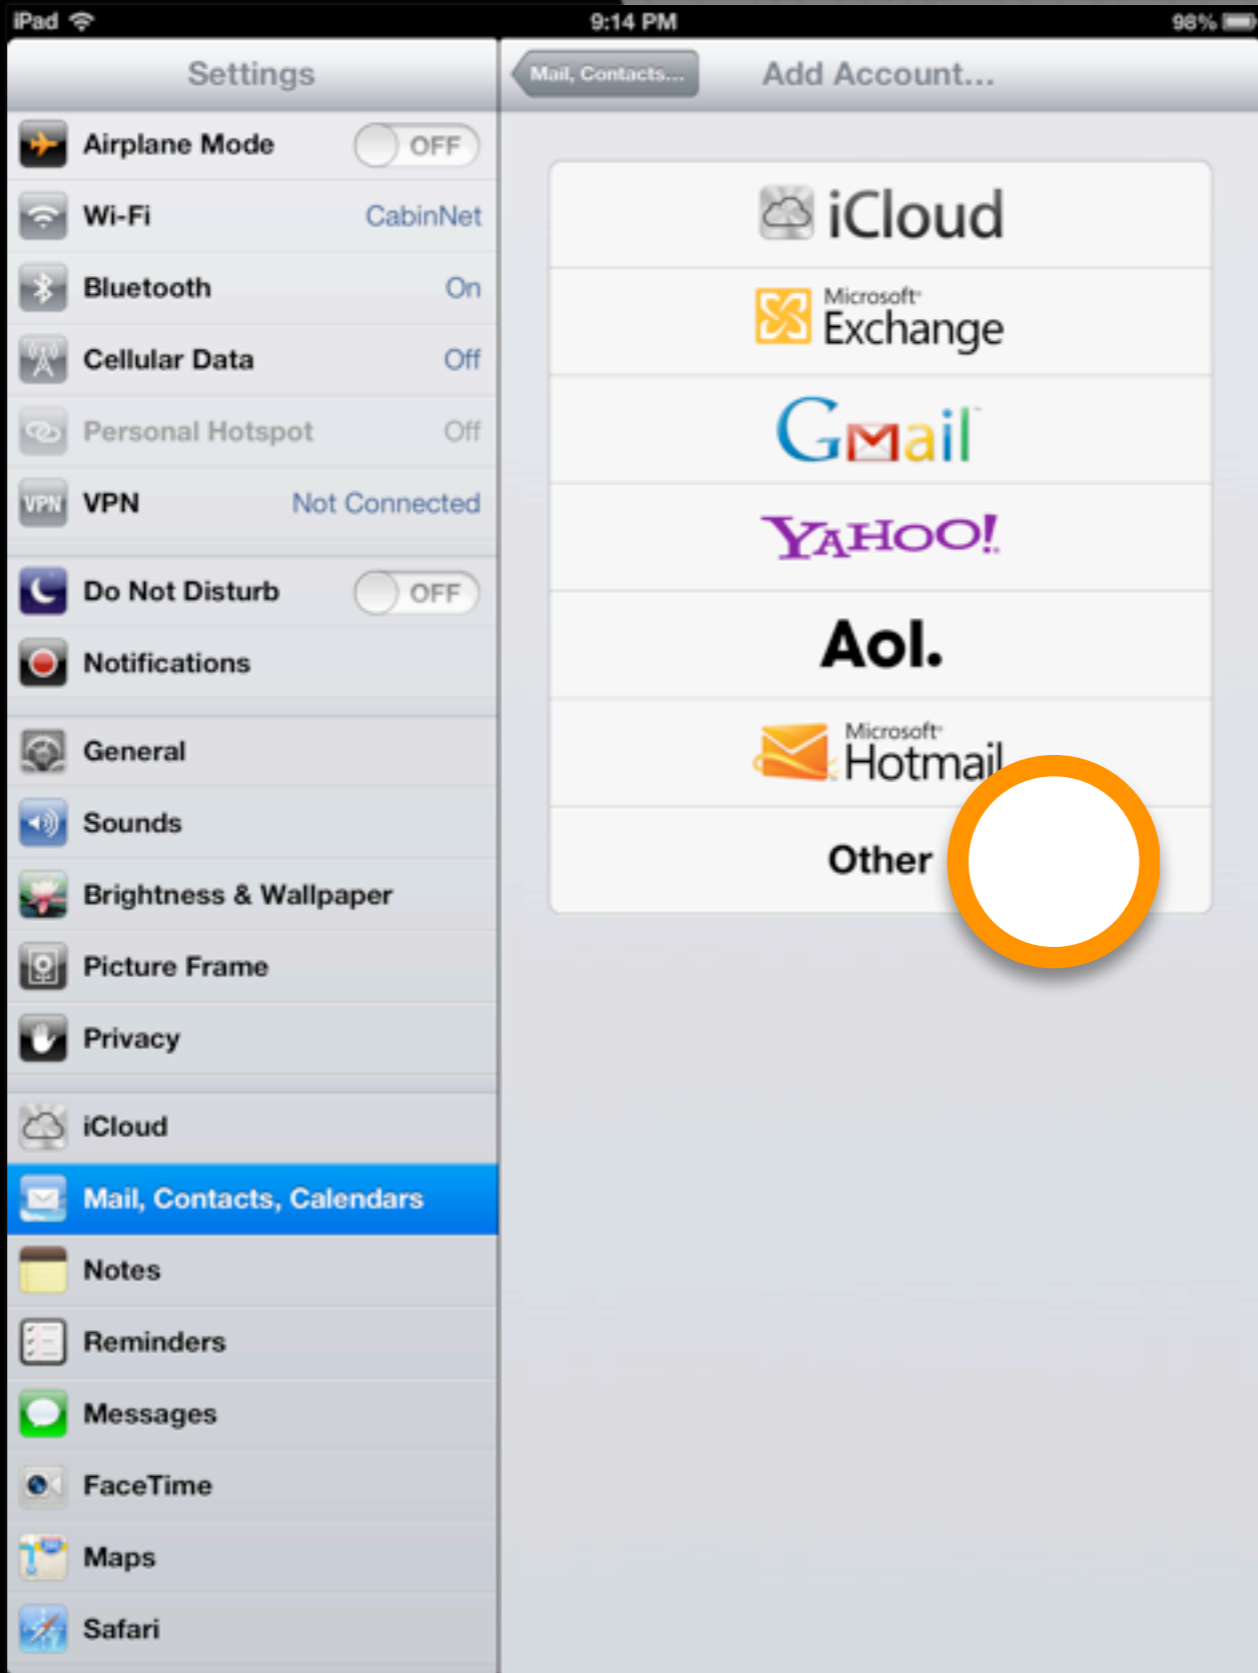 iPad 9:14 PM 98%
Settings
Mail, Contacts... Add Account...
Airplane Mode OFF
Wi-Fi CabinNet
Bluetooth On
Cellular Data Off
Personal Hotspot Off
VPN VPN Not Connected
Do Not Disturb OFF
Notifications
General
Sounds
Brightness & Wallpaper
Picture Frame
Privacy
iCloud
Mail, Contacts, Calendars
Notes
Reminders
Messages
FaceTime
Maps
Safari
iCloud
Microsoft
Exchange
Gmail
YAHOO!
Aol.
Microsoft
Hotmail
Other